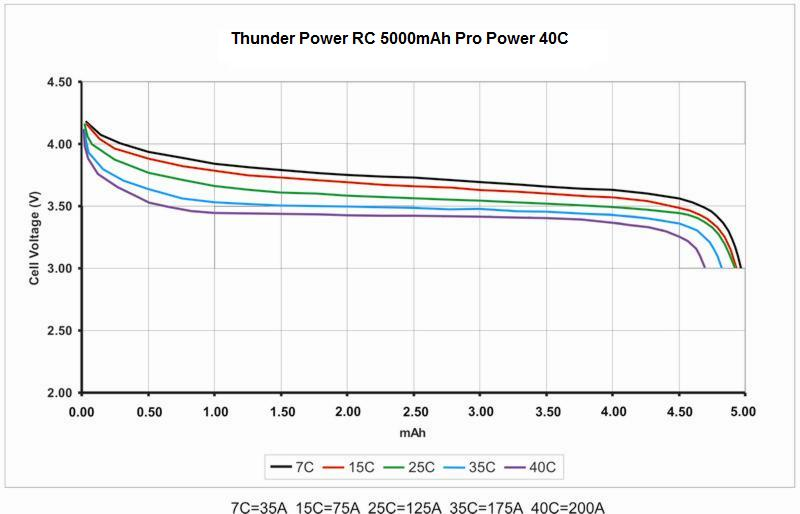 Thunder Power RC 5000mAh Pro Power 40C
4.50
4.00
3.50
3.00
2.50
2.00
Cell Voltage (V)
0.00 0.50 1.00 1.50 2.00 2.50 3.00 3.50 4.00 4.50 5.00
mAh
7C 15C 25C 35C 40C
7C=35A 15C=75A 25C=125A 35C=175A 40C=200A